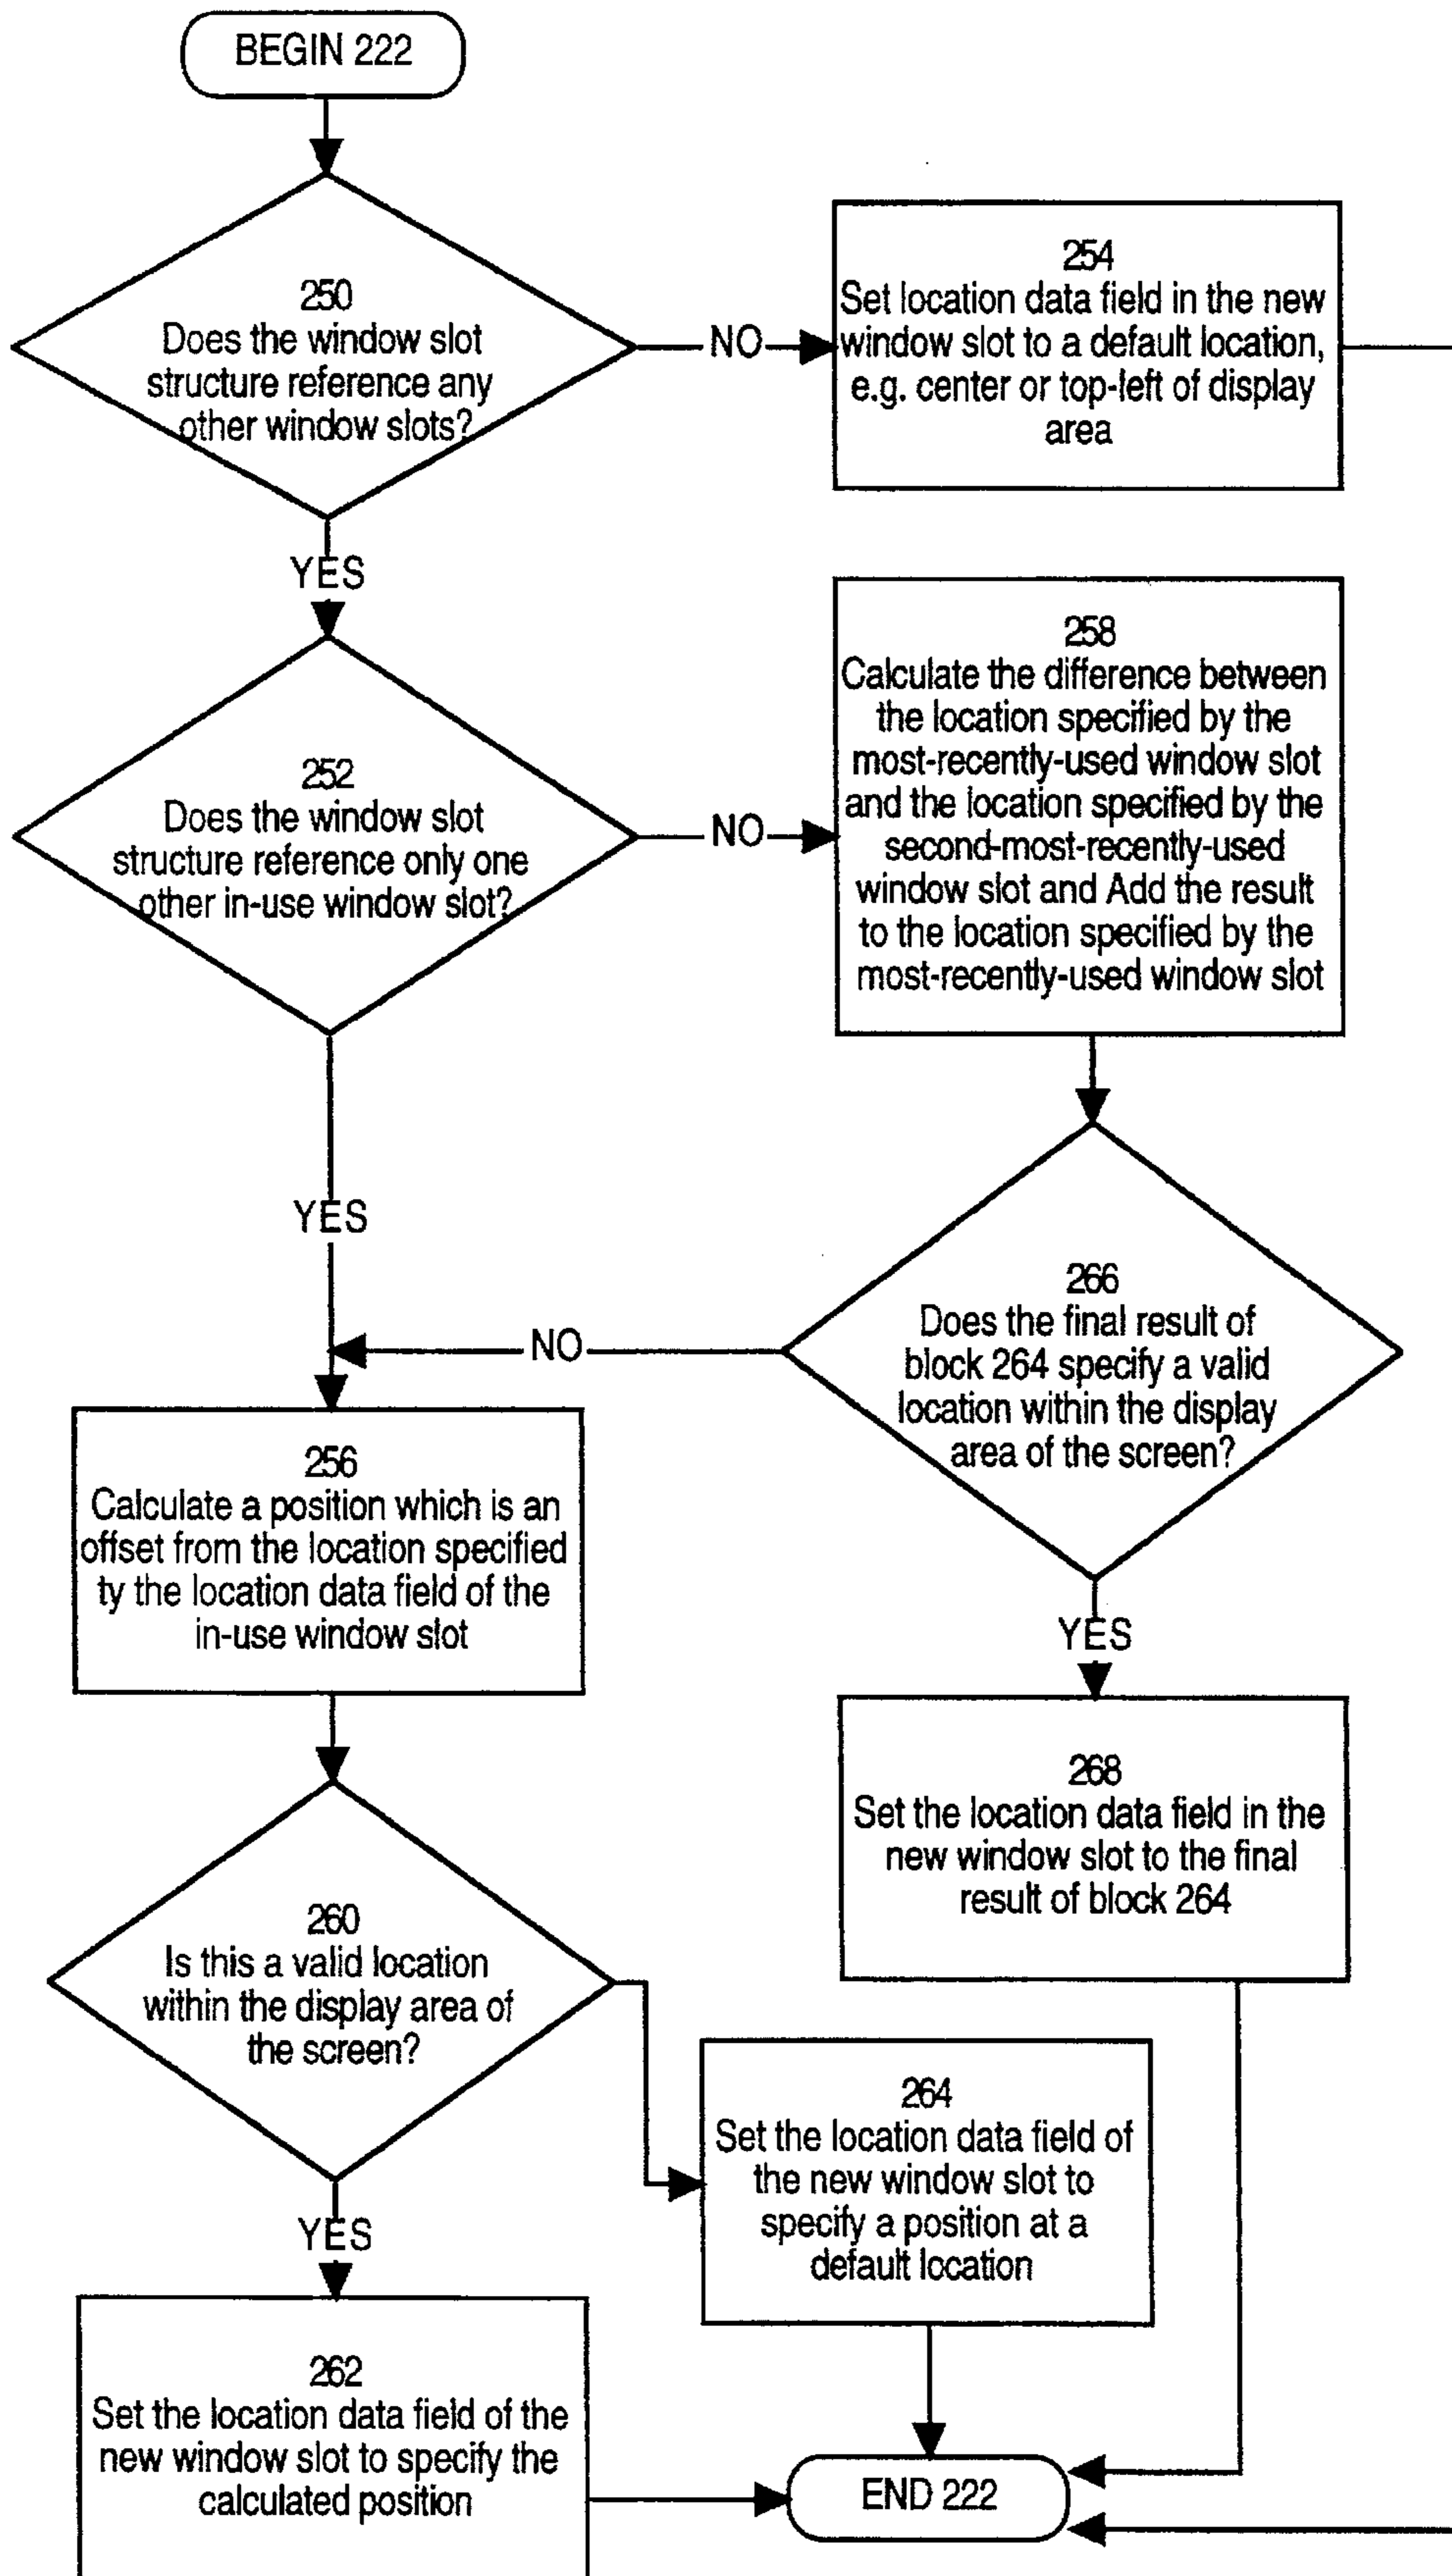 BEGIN 222
250
Does the window slot
structure reference any
other window slots?
NO
254
Set location data field in the new
window slot to a default location,
e.g. center or top-left of display
area
YES
252
Does the window slot
structure reference only one
other in-use window slot?
NO
258
Calculate the difference between
the location specified by the
most-recently-used window slot
and the location specified by the
second-most-recently-used
window slot and Add the result
to the location specified by the
most-recently-used window slot
YES
266
Does the final result of
block 264 specify a valid
location within the display
area of the screen?
NO
256
Calculate a position which is an
offset from the location specified
ty the location data field of the
in-use window slot
YES
268
Set the location data field in the
new window slot to the final
result of block 264
260
Is this a valid location
within the display area of
the screen?
264
Set the location data field of
the new window slot to
specify a position at a
default location
YES
262
Set the location data field of the
new window slot to specify the
calculated position
END 222